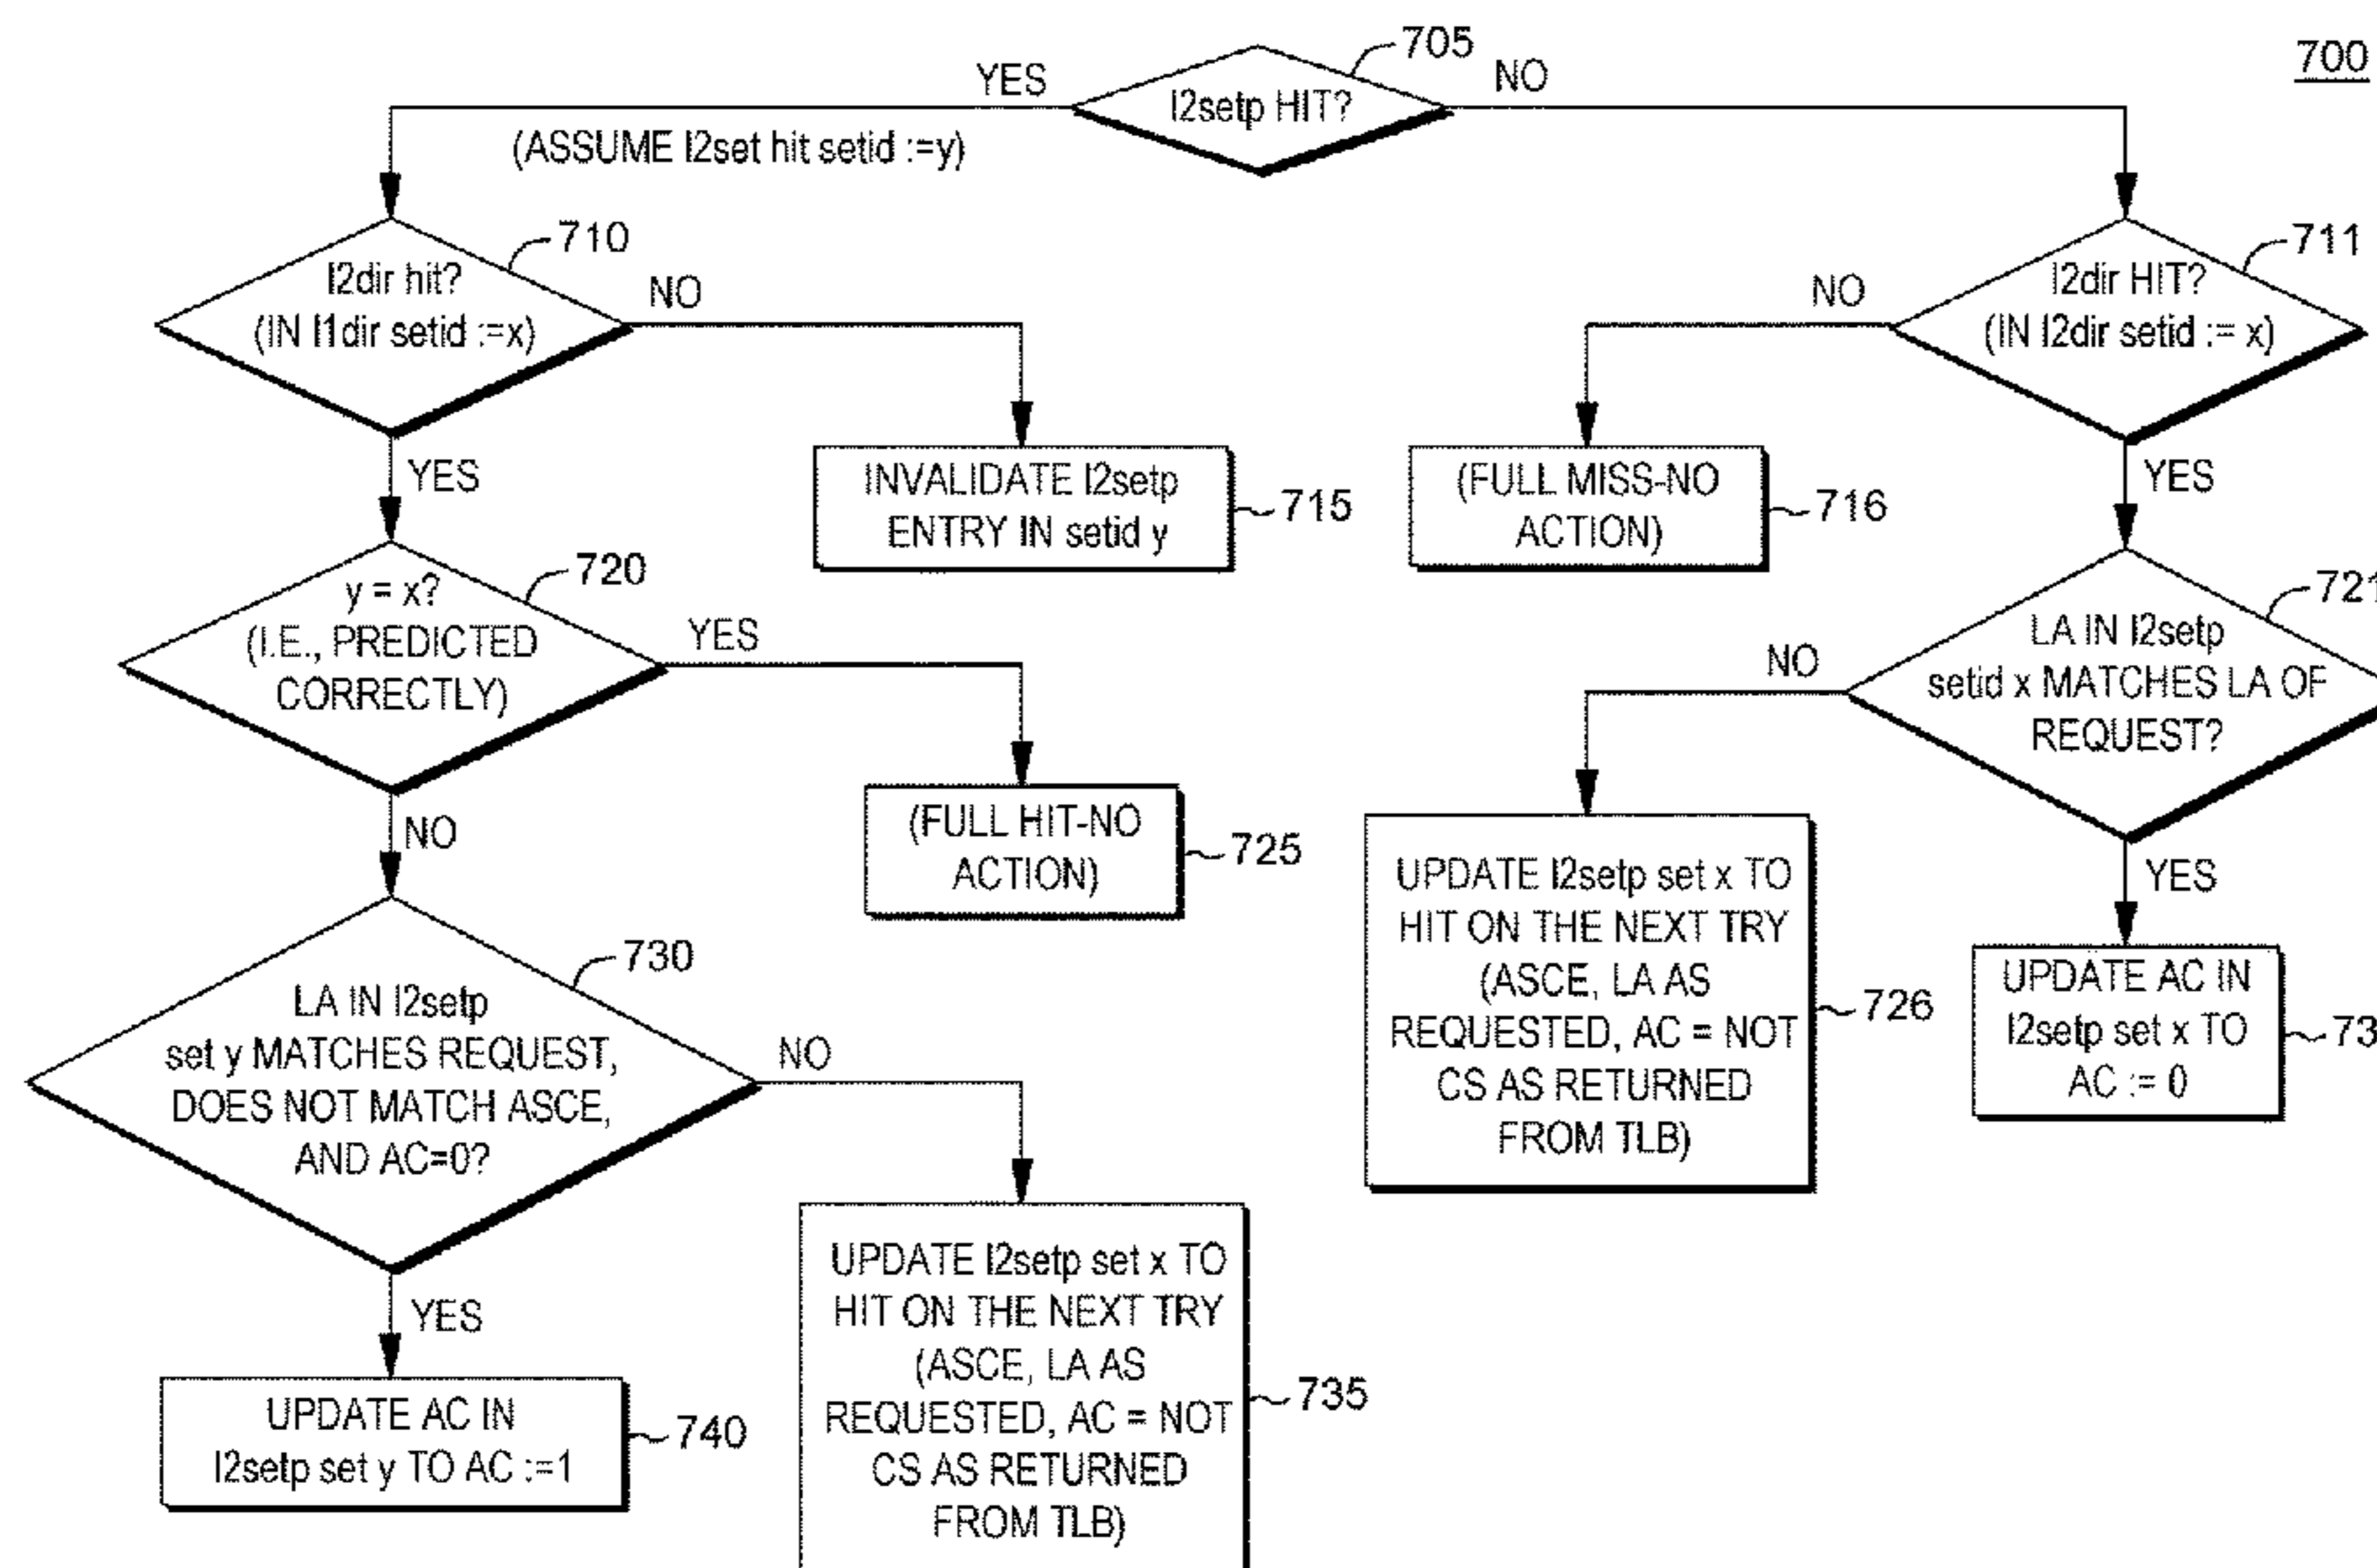 700
705
l2setp HIT?
YES
NO
(ASSUME l2set hit setid :=y)
710
l2dir hit?
(IN l1dir setid :=x)
NO
YES
711
l2dir HIT?
(IN l2dir setid := x)
NO
YES
INVALIDATE l2setp
ENTRY IN setid y
715
(FULL MISS-NO
ACTION)
716
720
y = x?
(I.E., PREDICTED
CORRECTLY)
YES
NO
721
LA IN l2setp
setid x MATCHES LA OF
REQUEST?
NO
YES
(FULL HIT-NO
ACTION)
725
UPDATE l2setp set x TO
HIT ON THE NEXT TRY
(ASCE, LA AS
REQUESTED, AC = NOT
CS AS RETURNED
FROM TLB)
726
UPDATE AC IN
l2setp set x TO
AC := 0
73
730
LA IN l2setp
set y MATCHES REQUEST,
DOES NOT MATCH ASCE,
AND AC=0?
NO
YES
UPDATE l2setp set x TO
HIT ON THE NEXT TRY
(ASCE, LA AS
REQUESTED, AC = NOT
CS AS RETURNED
FROM TLB)
735
UPDATE AC IN
l2setp set y TO AC :=1
740